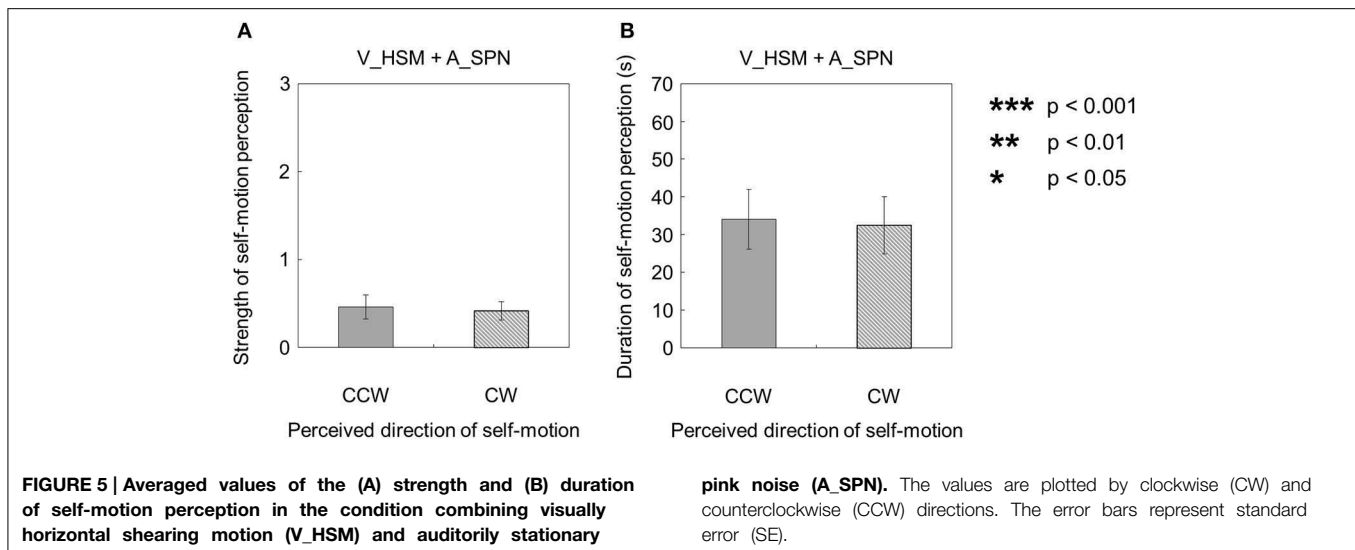 A
V_HSM + A_SPN
Strength of self-motion perception
3
2
1
0
CCW CW
Perceived direction of self-motion
B
V_HSM + A_SPN
Duration of self-motion perception (s)
70
60
50
40
30
20
10
0
CCW CW
Perceived direction of self-motion
*** p < 0.001
** p < 0.01
* p < 0.05
FIGURE 5 | Averaged values of the (A) strength and (B) duration
of self-motion perception in the condition combining visually
horizontal shearing motion (V_HSM) and auditorily stationary
pink noise (A_SPN). The values are plotted by clockwise (CW) and
counterclockwise (CCW) directions. The error bars represent standard
error (SE).